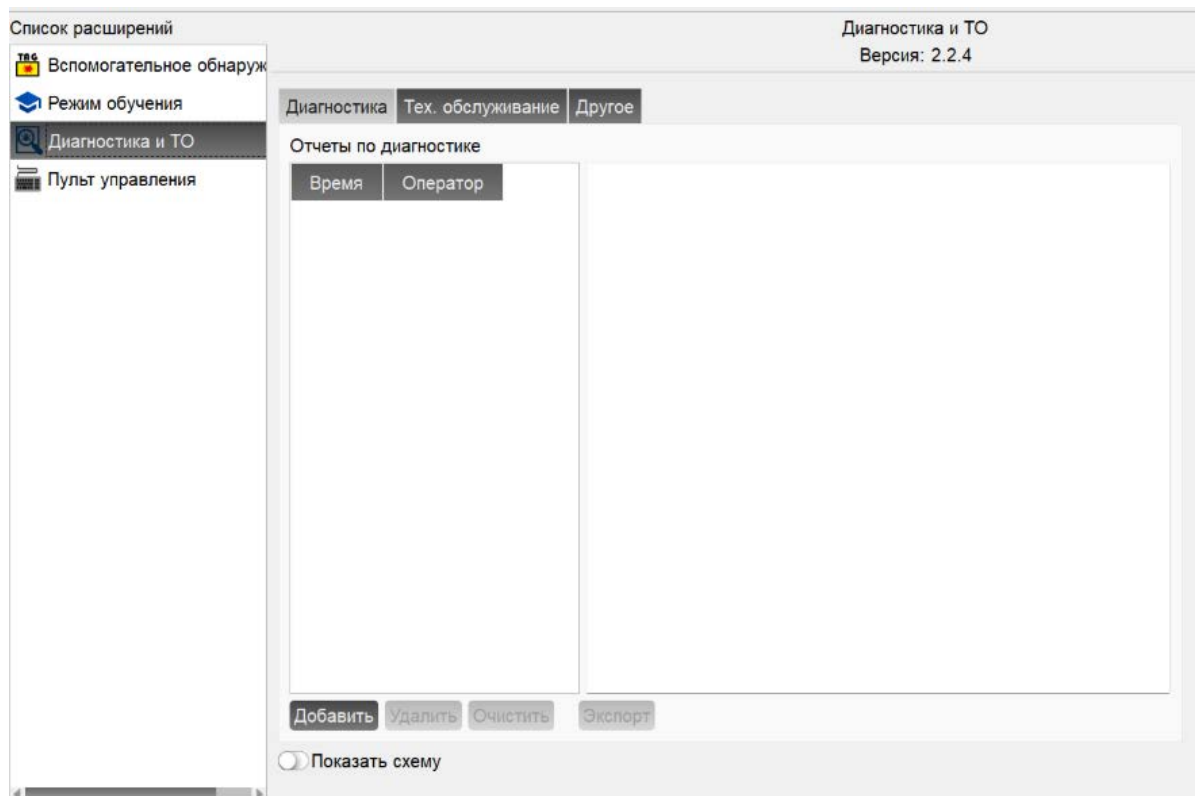 Список расширений
Диагностика и ТО
Версия: 2.2.4
TAG
Вспомогательное обнаруж
Режим обучения
Диагностика и ТО
Пульт управления
Диагностика Тех. обслуживание Другое
Отчеты по диагностике
Время Оператор
Добавить Удалить Очистить Экспорт
Показать схему